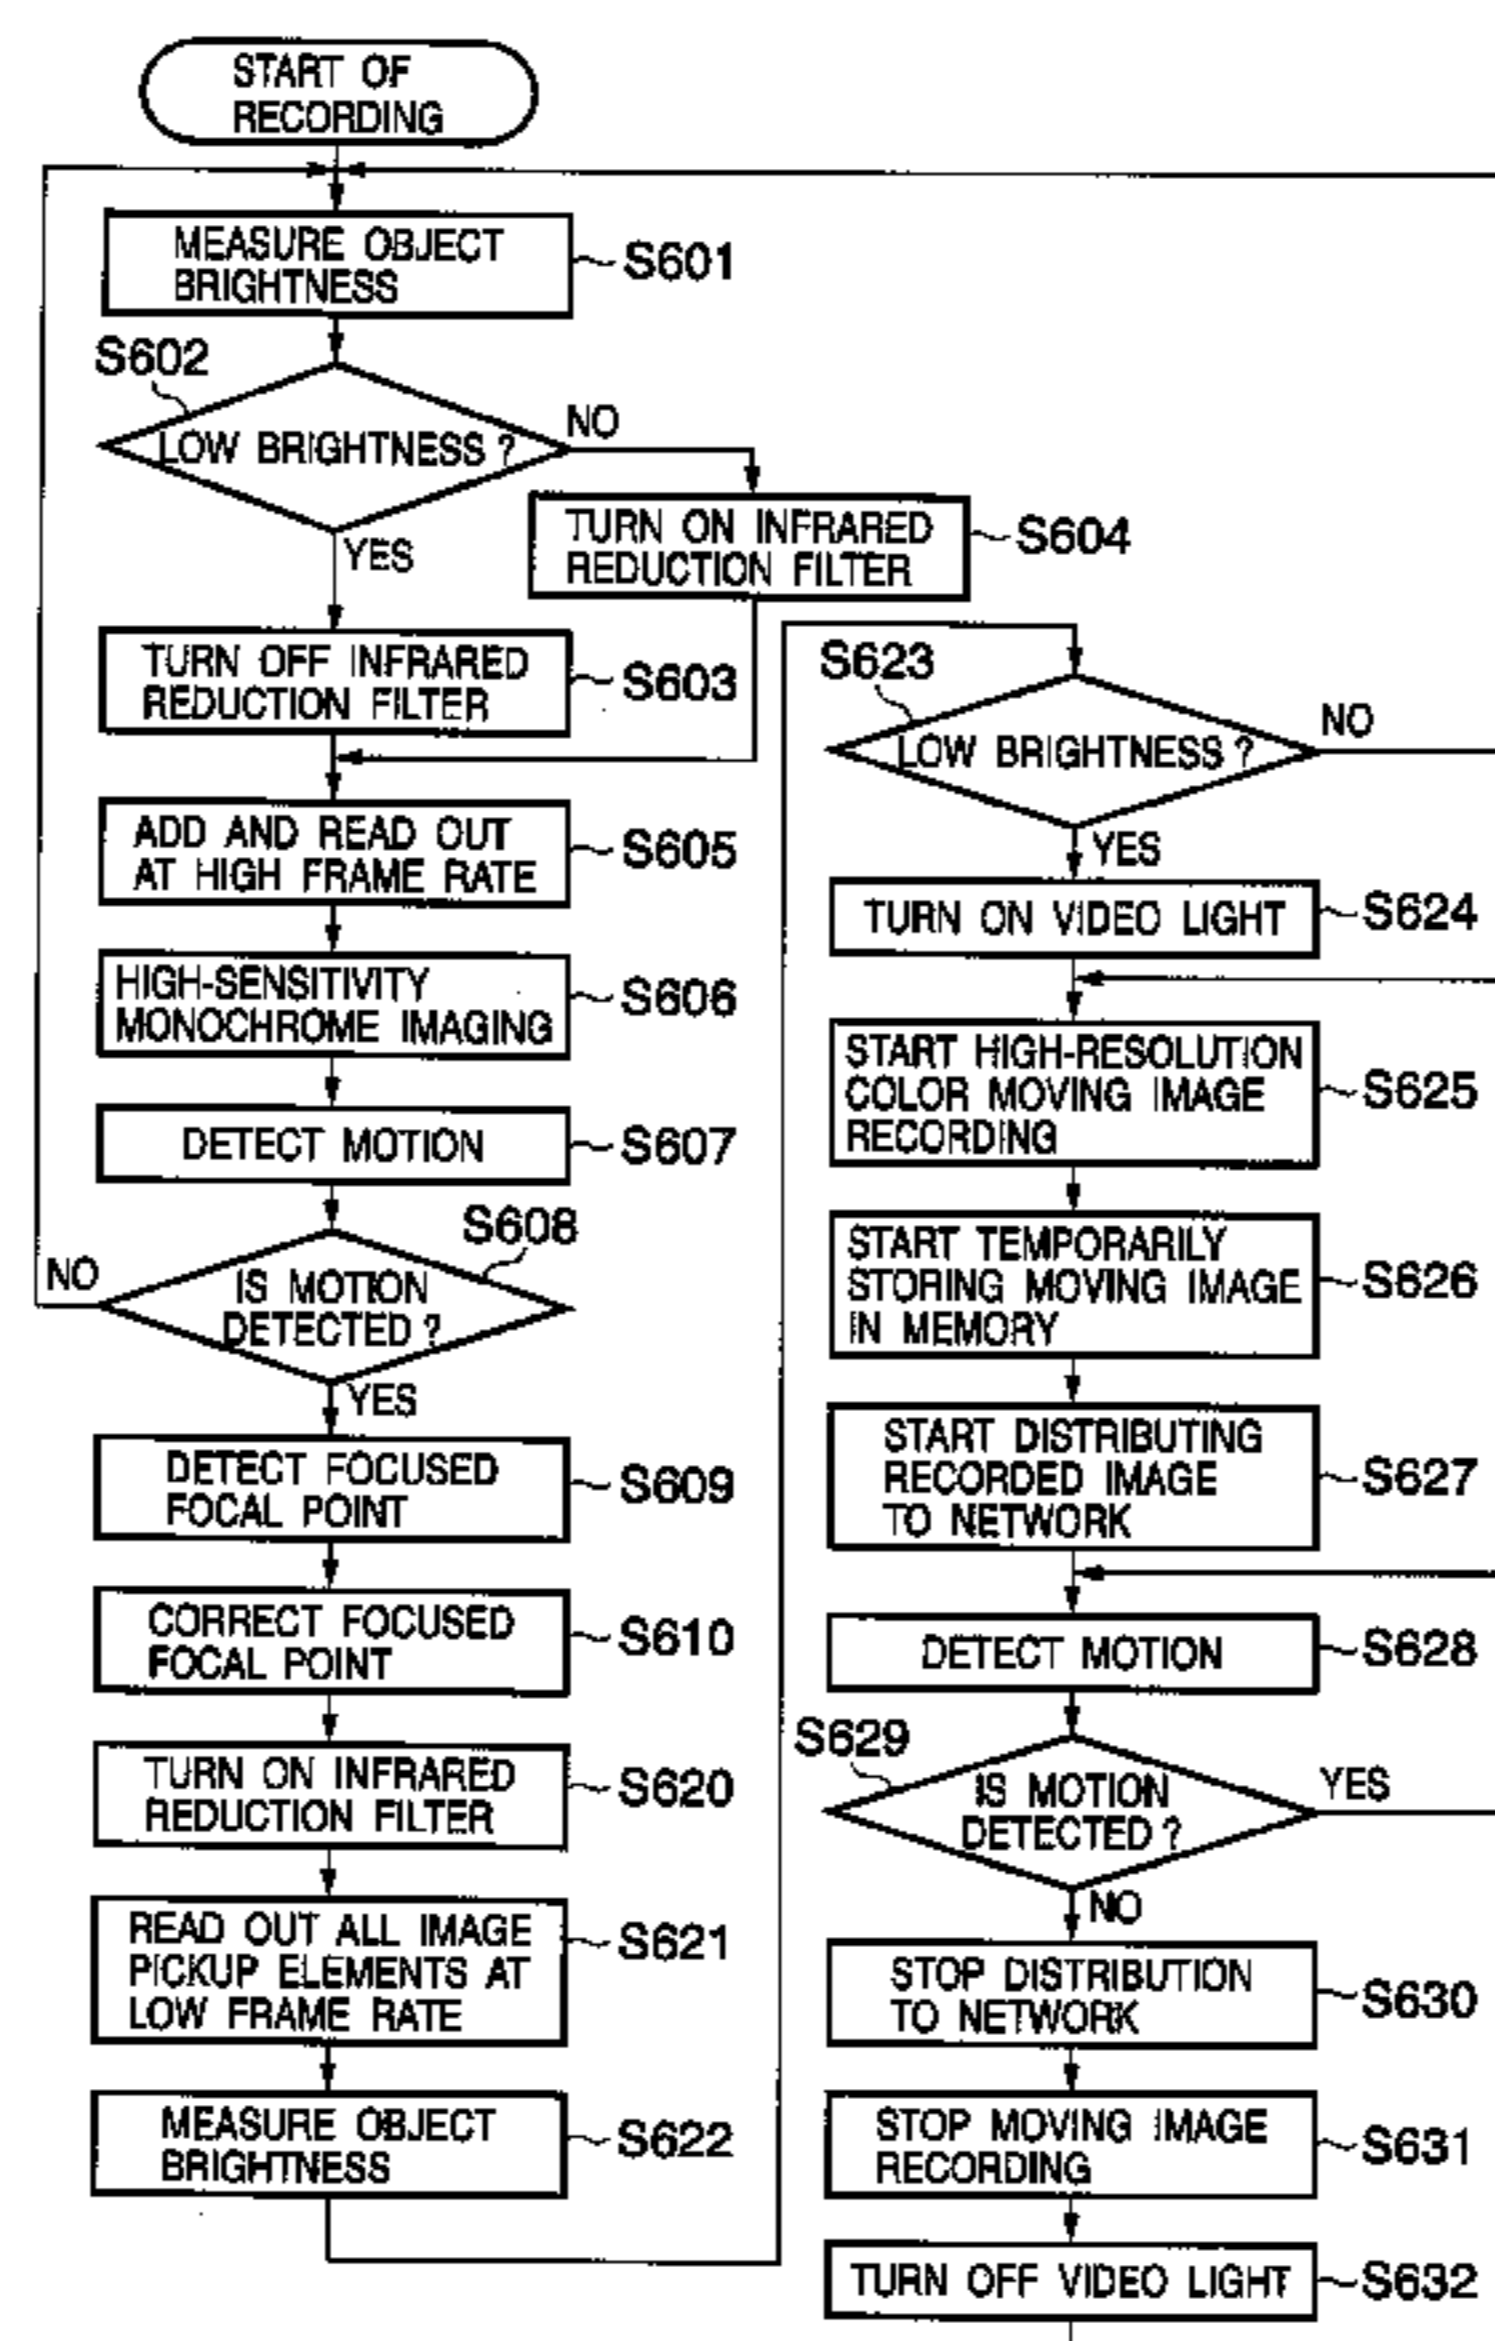 START OF
RECORDING
MEASURE OBJECT
BRIGHTNESS
S601
S602
LOW BRIGHTNESS ?
NO
YES
TURN ON INFRARED
REDUCTION FILTER
S604
TURN OFF INFRARED
REDUCTION FILTER
S603
ADD AND READ OUT
AT HIGH FRAME RATE
S605
HIGH-SENSITIVITY
MONOCHROME IMAGING
S606
DETECT MOTION
S607
S608
IS MOTION
DETECTED ?
NO
YES
DETECT FOCUSED
FOCAL POINT
S609
CORRECT FOCUSED
FOCAL POINT
S610
TURN ON INFRARED
REDUCTION FILTER
S620
READ OUT ALL IMAGE
PICKUP ELEMENTS AT
LOW FRAME RATE
S621
MEASURE OBJECT
BRIGHTNESS
S622
S623
LOW BRIGHTNESS ?
NO
YES
TURN ON VIDEO LIGHT
S624
START HIGH-RESOLUTION
COLOR MOVING IMAGE
RECORDING
S625
START TEMPORARILY
STORING MOVING IMAGE
IN MEMORY
S626
START DISTRIBUTING
RECORDED IMAGE
TO NETWORK
S627
DETECT MOTION
S628
S629
IS MOTION
DETECTED ?
YES
NO
STOP DISTRIBUTION
TO NETWORK
S630
STOP MOVING IMAGE
RECORDING
S631
TURN OFF VIDEO LIGHT
S632